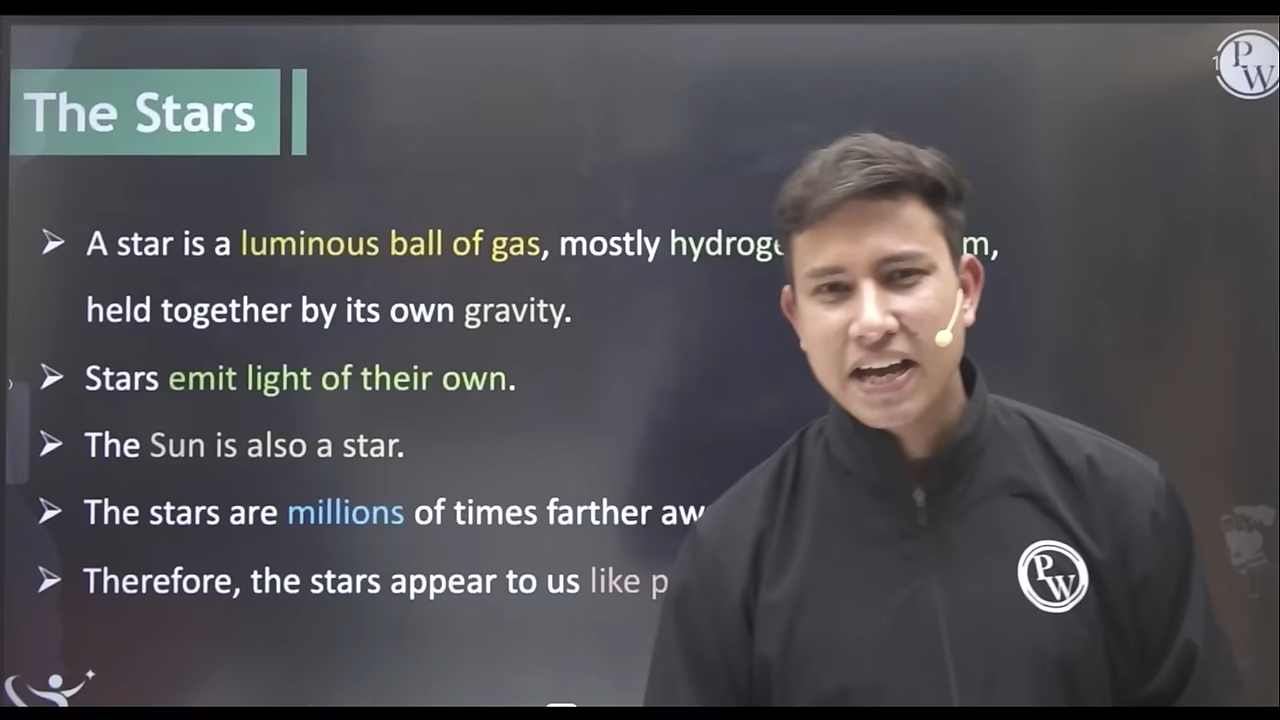 PW
The Stars
➢ A star is a luminous ball of gas, mostly hydroge m,
held together by its own gravity.
➢ Stars emit light of their own.
➢ The Sun is also a star.
➢ The stars are millions of times farther aw
➢ Therefore, the stars appear to us like p
PW